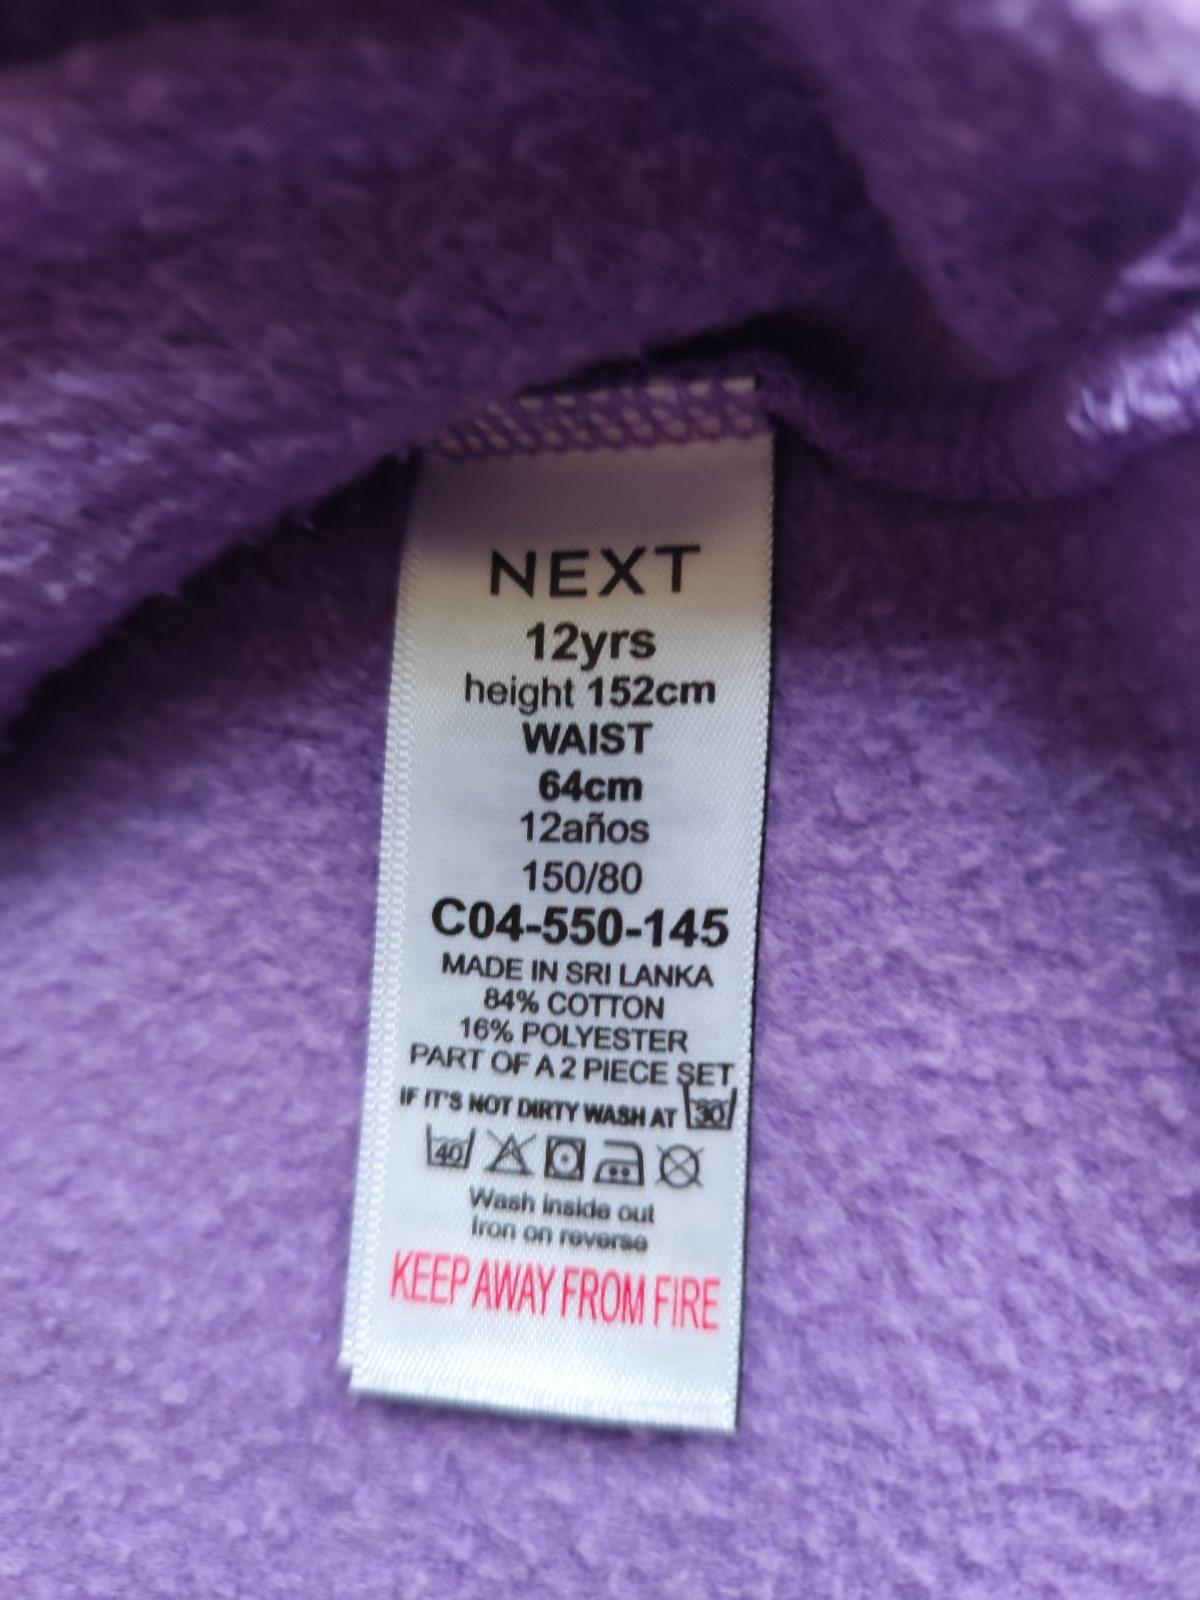 NEXT
12yrs
height 152cm
WAIST
64cm
12años
150/80
C04-550-145
MADE IN SRI LANKA
84% COTTON
16% POLYESTER
PART OF A 2 PIECE SET
IF IT'S NOT DIRTY WASH AT 30
40
Wash inside out
Iron on reverse
KEEP AWAY FROM FIRE